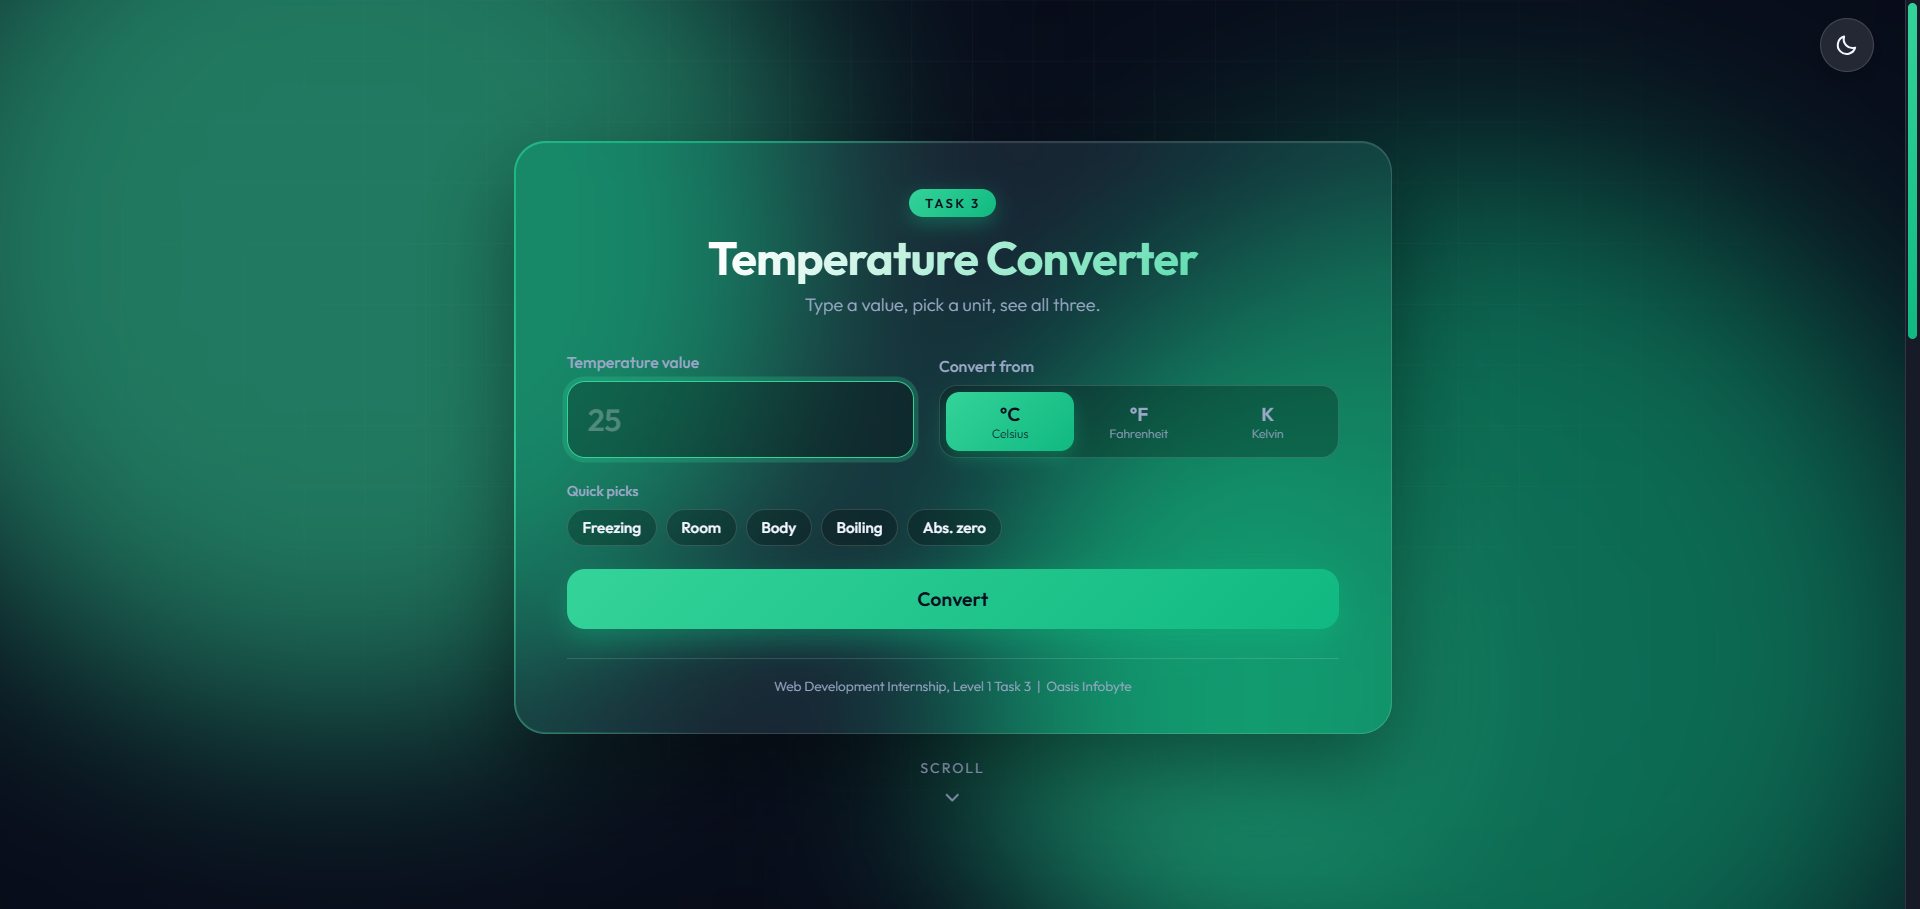 TASK 3
Temperature Converter
Type a value, pick a unit, see all three.
Temperature value
25
Convert from
°C
Celsius
°F
Fahrenheit
K
Kelvin
Quick picks
Freezing
Room
Body
Boiling
Abs. zero
Convert
Web Development Internship, Level 1 Task 3 | Oasis Infobyte
SCROLL